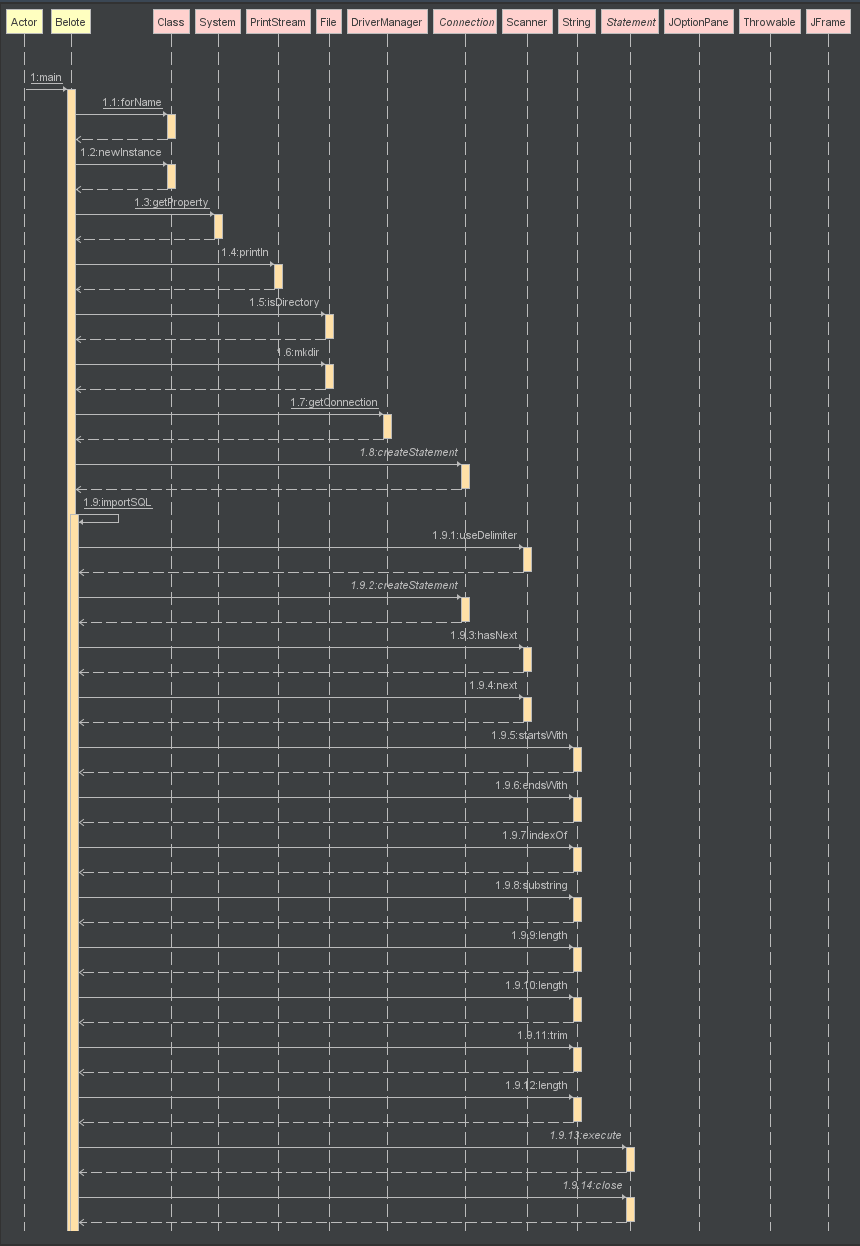 Actor Belote Class System PrintStream File DriverManager Connection Scanner String Statement JOptionPane Throwable JFrame
1:main
1.1:forName
1.2:newInstance
1.3:getProperty
1.4:println
1.5:isDirectory
1.6:mkdir
1.7:getConnection
1.8:createStatement
1.9:importSQL
1.9.1:useDelimiter
1.9.2:createStatement
1.9.3:hasNext
1.9.4:next
1.9.5:startsWith
1.9.6:endsWith
1.9.7:indexOf
1.9.8:substring
1.9.9:length
1.9.10:length
1.9.11:trim
1.9.12:length
1.9.13:execute
1.9.14:close